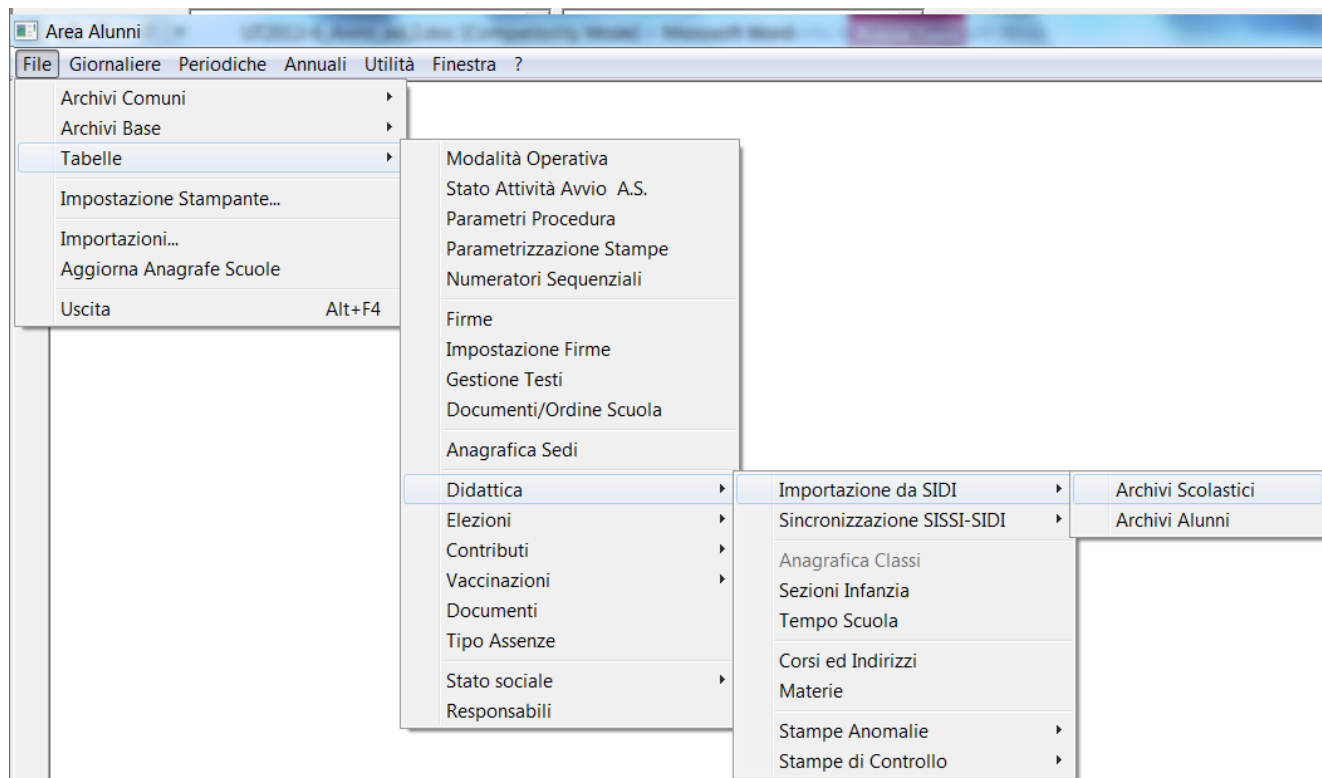 Area Alunni
File Giornaliere Periodiche Annuali Utilità Finestra ?
Archivi Comuni
Archivi Base
Tabelle
Impostazione Stampante...
Importazioni...
Aggiorna Anagrafe Scuole
Uscita Alt+F4
Modalità Operativa
Stato Attività Avvio A.S.
Parametri Procedura
Parametrizzazione Stampe
Numeratori Sequenziali
Firme
Impostazione Firme
Gestione Testi
Documenti/Ordine Scuola
Anagrafica Sedi
Didattica
Elezioni
Contributi
Vaccinazioni
Documenti
Tipo Assenze
Stato sociale
Responsabili
Importazione da SIDI
Sincronizzazione SISSI-SIDI
Anagrafica Classi
Sezioni Infanzia
Tempo Scuola
Corsi ed Indirizzi
Materie
Stampe Anomalie
Stampe di Controllo
Archivi Scolastici
Archivi Alunni